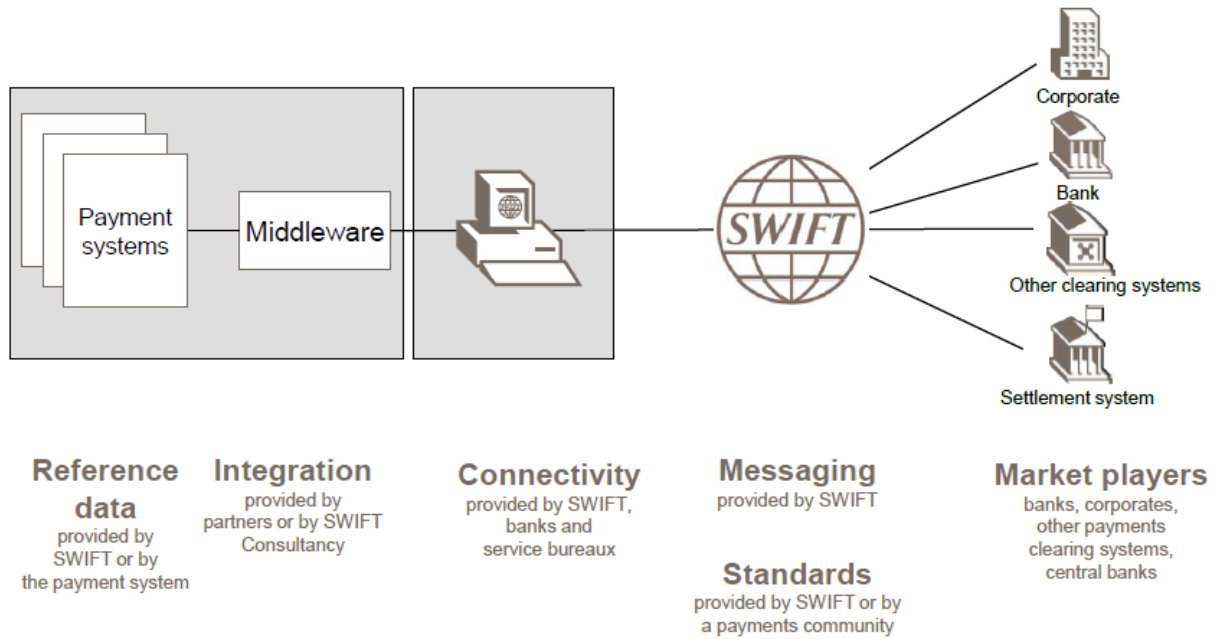 Corporate
Bank
Other clearing systems
Settlement system
Payment
systems
Middleware
SWIFT
Reference
data
provided by
SWIFT or by
the payment system
Integration
provided by
partners or by SWIFT
Consultancy
Connectivity
provided by SWIFT,
banks and
service bureaux
Messaging
provided by SWIFT
Standards
provided by SWIFT or by
a payments community
Market players
banks, corporates,
other payments
clearing systems,
central banks